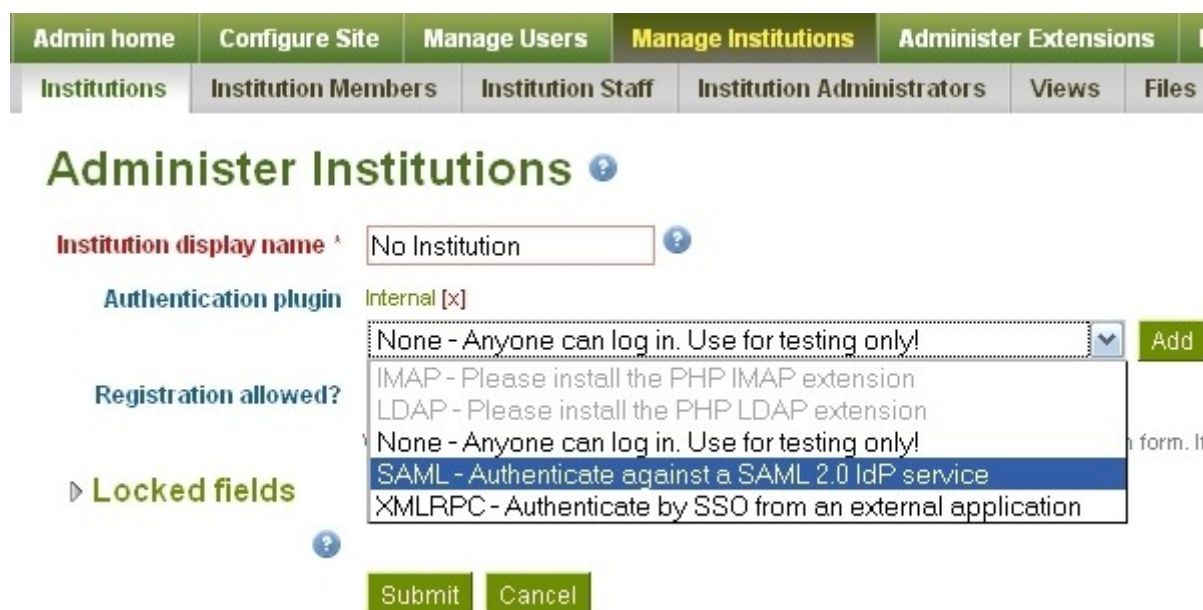 Admin home Configure Site Manage Users Manage Institutions Administer Extensions
Institutions Institution Members Institution Staff Institution Administrators Views Files
Administer Institutions ?
Institution display name * No Institution ?
Authentication plugin Internal [x]
None - Anyone can log in. Use for testing only! Add
IMAP - Please install the PHP IMAP extension
Registration allowed?
LDAP - Please install the PHP LDAP extension
None - Anyone can log in. Use for testing only! form. It
SAML - Authenticate against a SAML 2.0 IdP service
Locked fields
XMLRPC - Authenticate by SSO from an external application
?
Submit Cancel